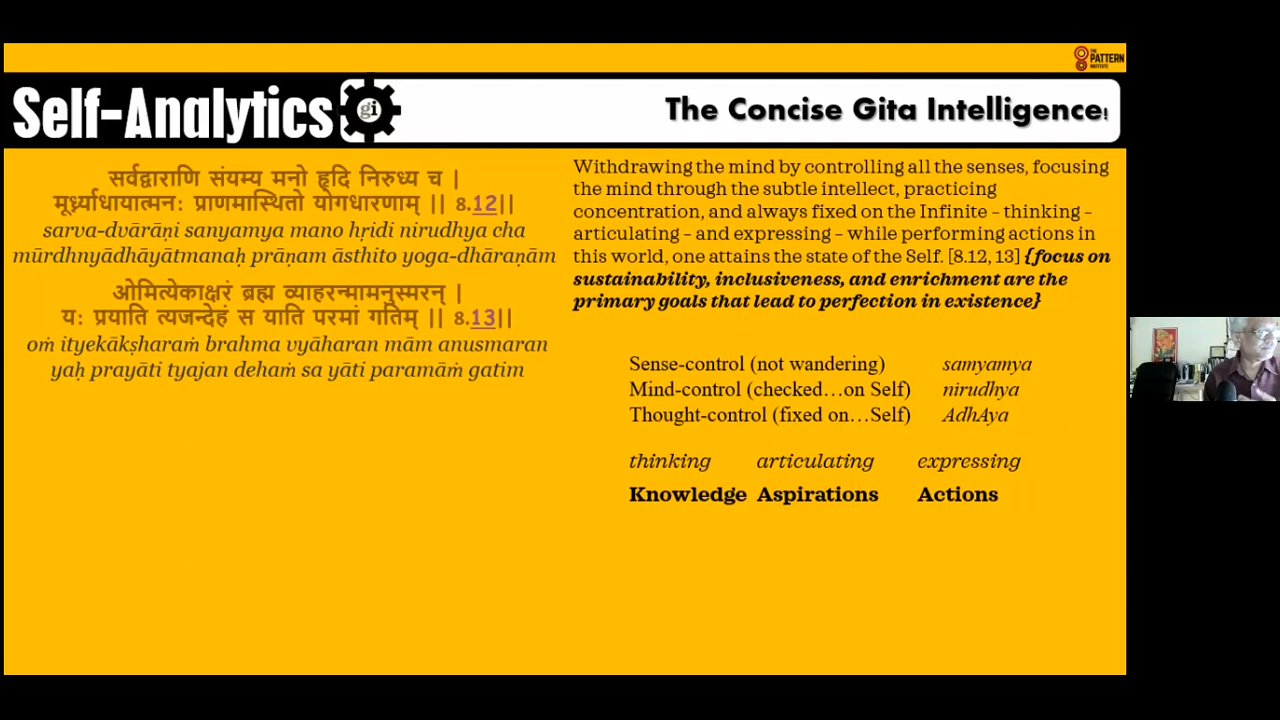 THE
PATTERN
INSTITUTE
Self-Analytics
gi
The Concise Gita Intelligence!
सर्वद्वाराणि संयम्य मनो हृदि निरुध्य च |
मूर्ध्न्याधायात्मनः प्राणमास्थितो योगधारणाम् || 8.12||
sarva-dvārāṇi sanyamya mano hṛidi nirudhya cha
mūrdhnyādhāyātmanaḥ prāṇam āsthito yoga-dhāraṇām
ओमित्येकाक्षरं ब्रह्म व्याहरन्मामनुस्मरन् |
यः प्रयाति त्यजन्देहं स याति परमां गतिम् || 8.13||
oṁ ityekākṣharaṁ brahma vyāharan mām anusmaran
yaḥ prayāti tyajan dehaṁ sa yāti paramāṁ gatim
Withdrawing the mind by controlling all the senses, focusing
the mind through the subtle intellect, practicing
concentration, and always fixed on the Infinite – thinking –
articulating – and expressing – while performing actions in
this world, one attains the state of the Self. [8.12, 13] {focus on
sustainability, inclusiveness, and enrichment are the
primary goals that lead to perfection in existence}
Sense-control (not wandering) samyamya
Mind-control (checked…on Self) nirudhya
Thought-control (fixed on…Self) AdhAya
thinking articulating expressing
Knowledge Aspirations Actions